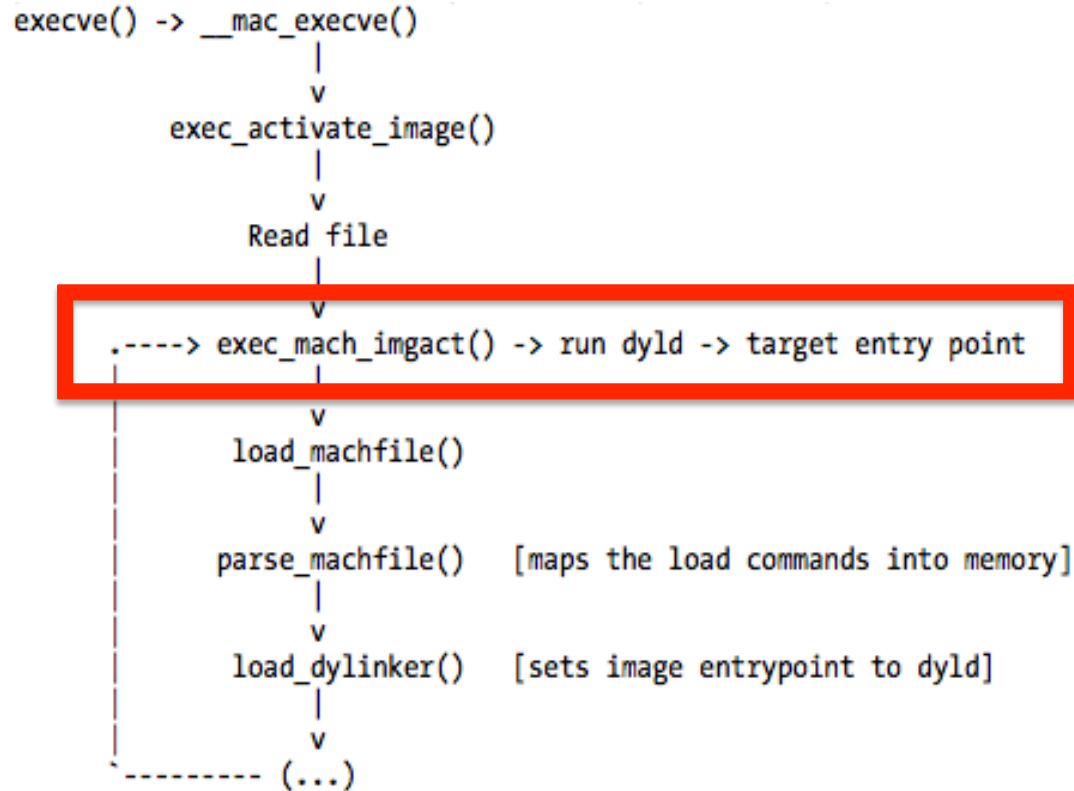 execve() -> __mac_execve()
|
v
exec_activate_image()
|
v
Read file
|
v
.----> exec_mach_imgact() -> run dyld -> target entry point
| |
| v
| load_machfile()
| |
| v
| parse_machfile() [maps the load commands into memory]
| |
| v
| load_dylinker() [sets image entrypoint to dyld]
| |
| v
`--------- (...)